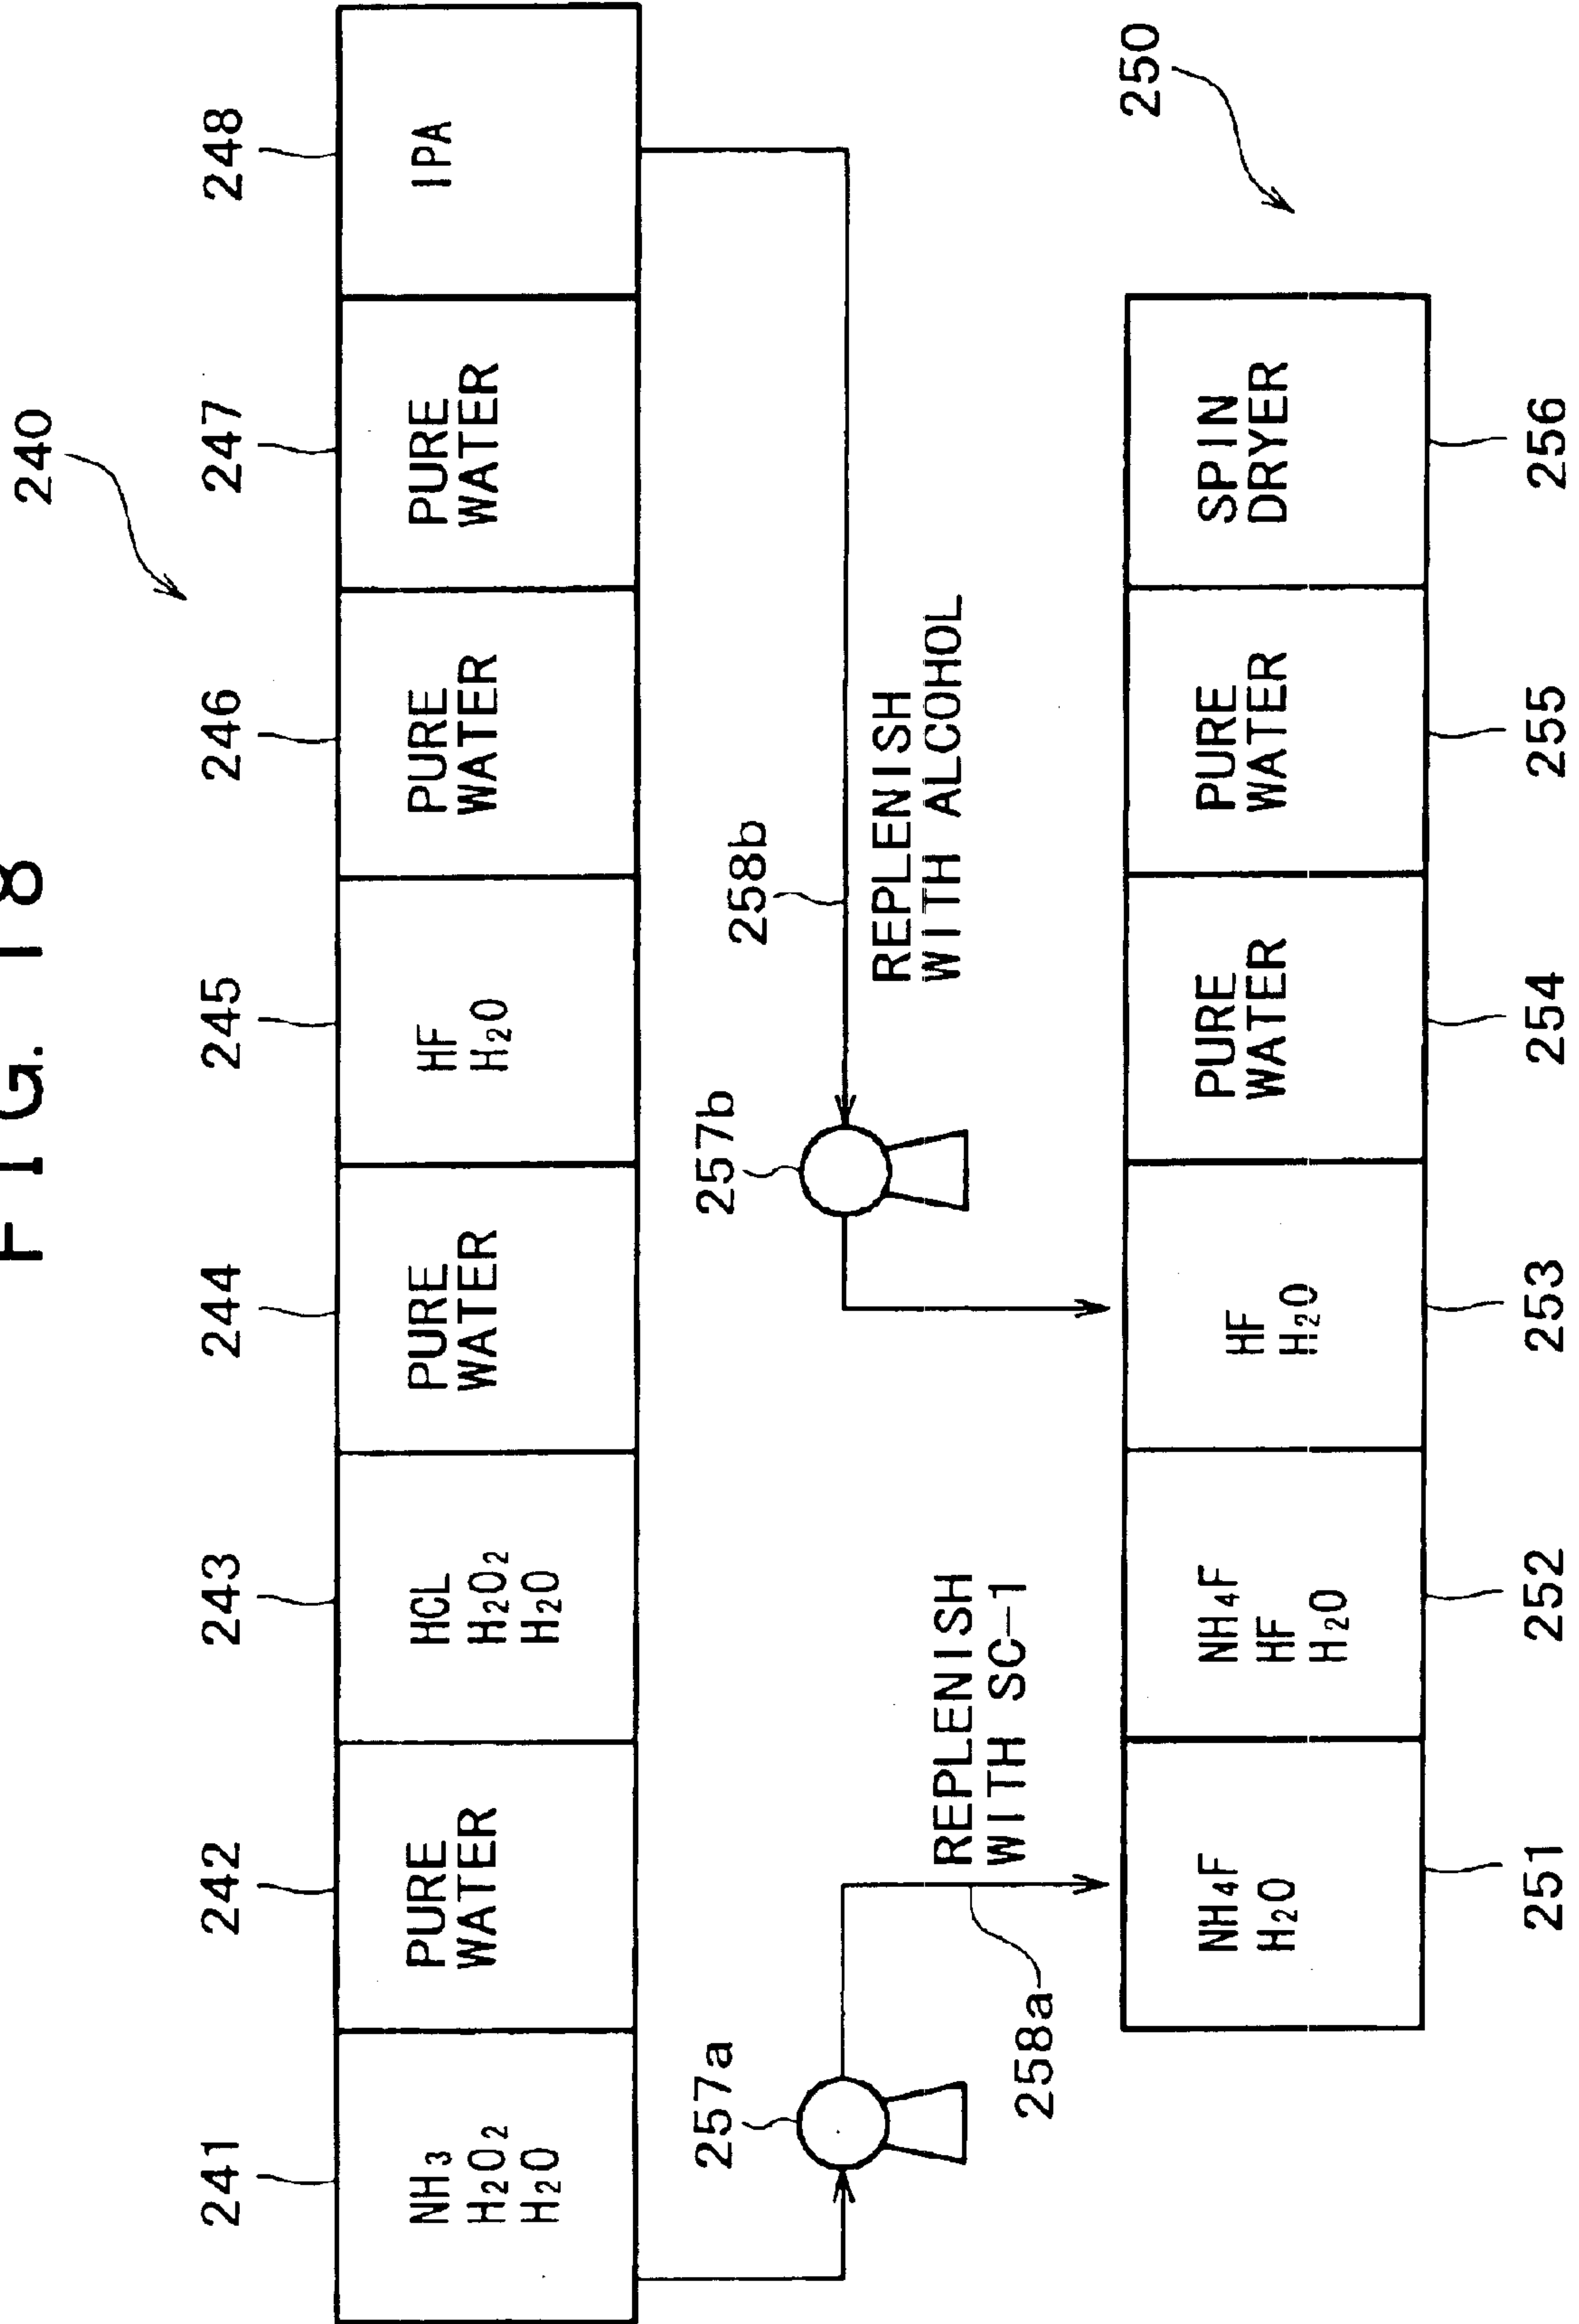 FIG. 18
240
241
242
243
244
245
246
247
248
NH3
H2O2
H2O
PURE
WATER
HCL
H2O2
H2O
PURE
WATER
HF
H2O
PURE
WATER
PURE
WATER
IPA
257a
257b
258b
REPLENISH
WITH ALCOHOL
REPLENISH
WITH SC-1
258a
250
NH4F
H2O
NH4F
HF
H2O
HF
H2O
PURE
WATER
PURE
WATER
SPIN
DRYER
251
252
253
254
255
256